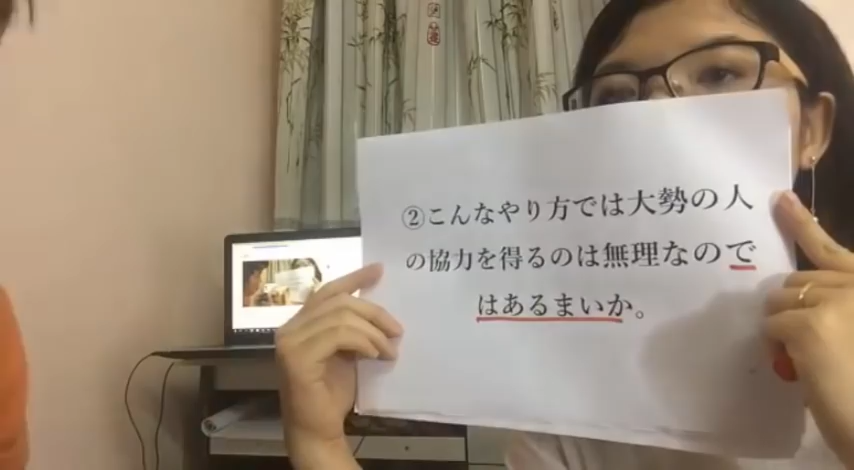 ②こんなやり方では大勢の人
の協力を得るのは無理なので
はあるまいか。